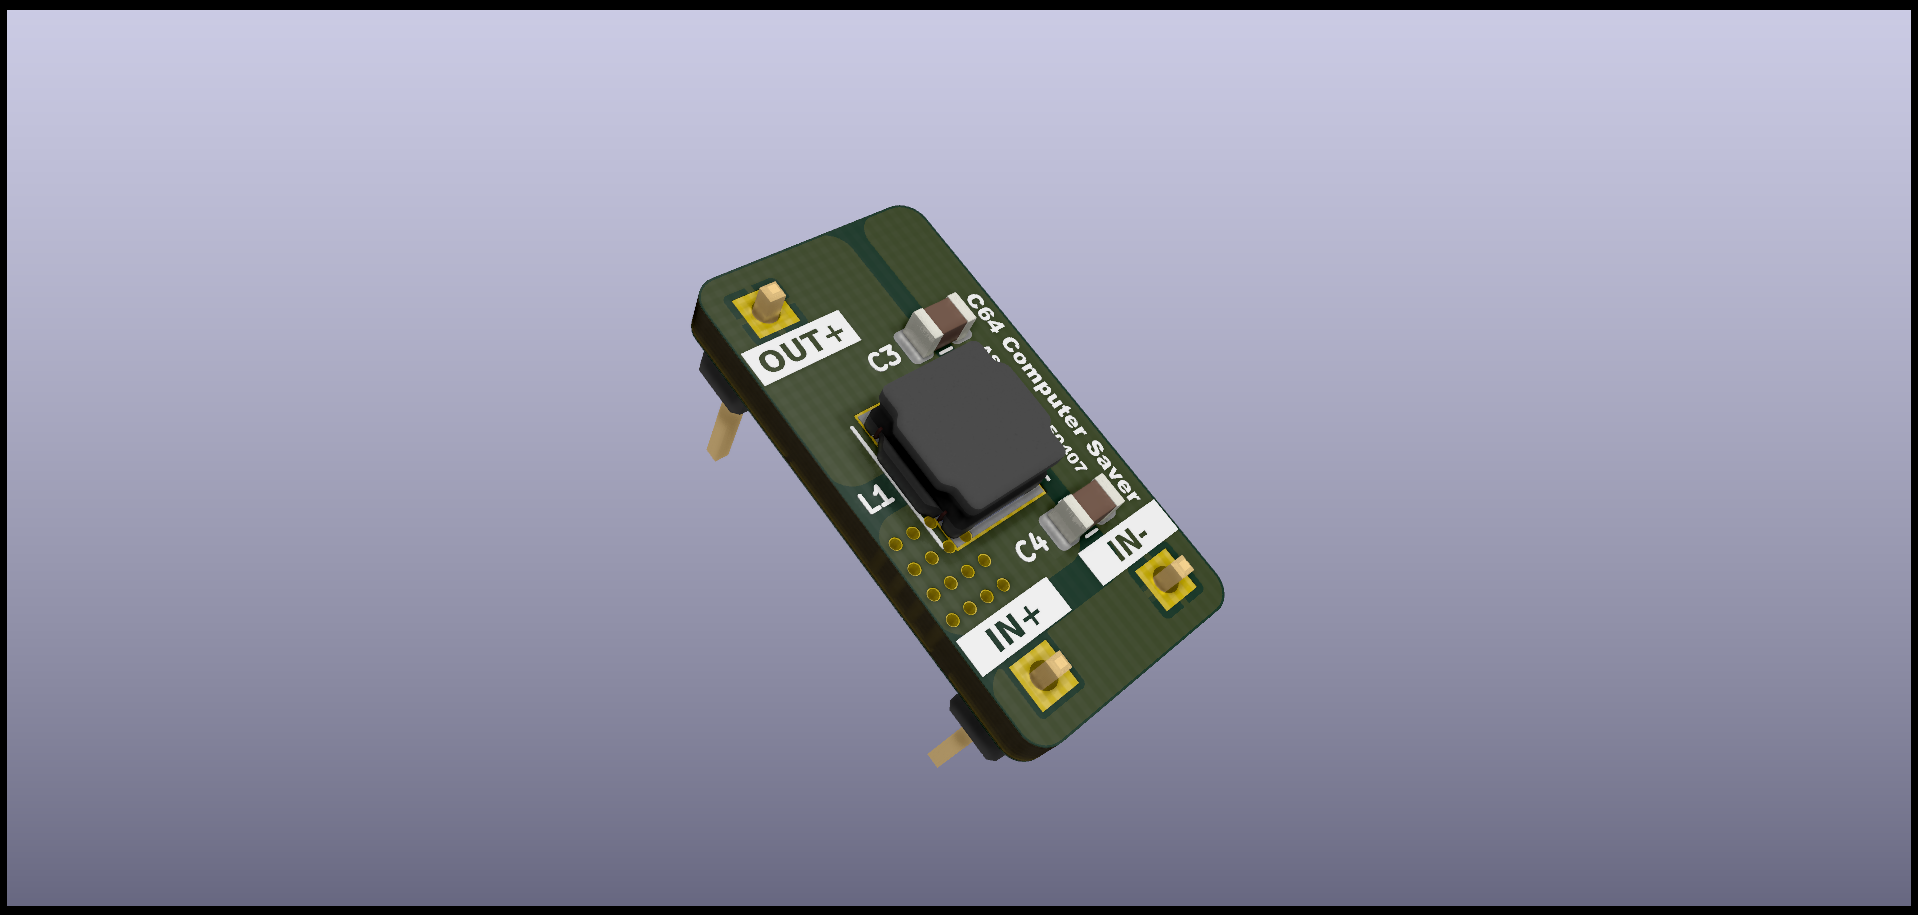 OUT+
C3
C64 Computer Saver
L1
C4
IN-
IN+